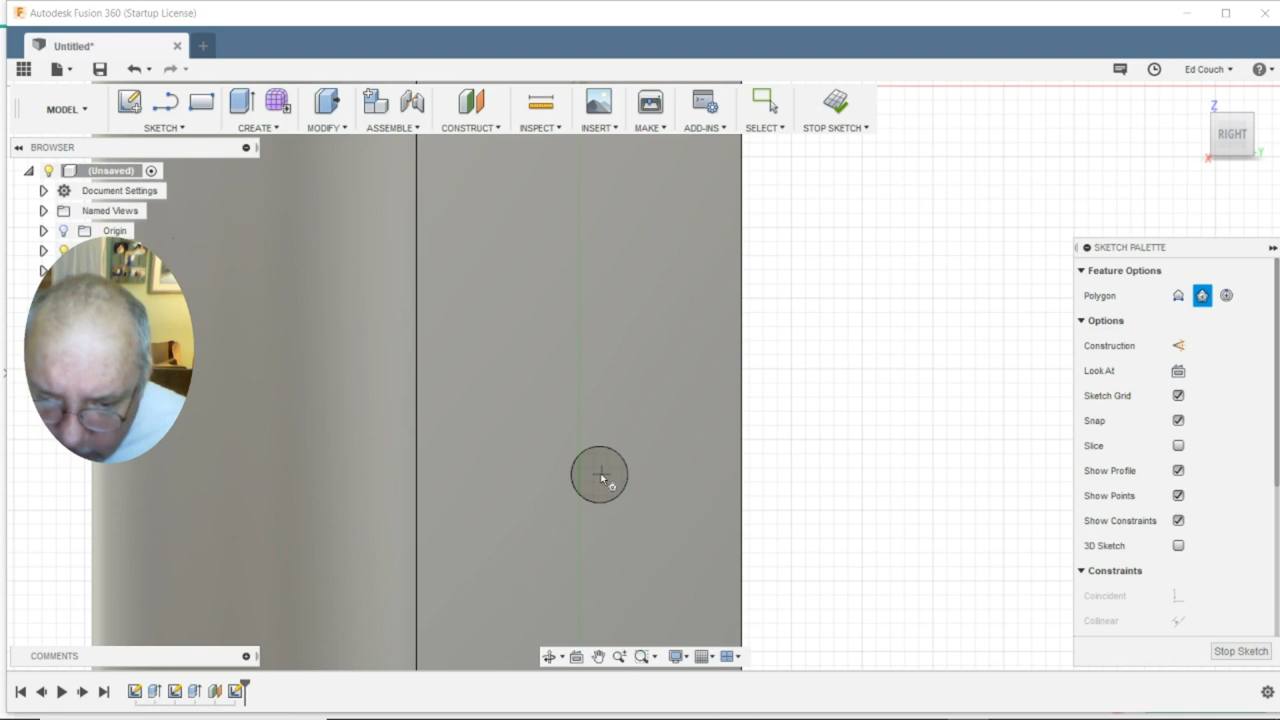 Autodesk Fusion 360 (Startup License)
Untitled*
Ed Couch
MODEL
SKETCH
CREATE
MODIFY
ASSEMBLE
CONSTRUCT
INSPECT
INSERT
MAKE
ADD-INS
SELECT
STOP SKETCH
Z
RIGHT
X
Y
BROWSER
(Unsaved)
Document Settings
Named Views
Origin
SKETCH PALETTE
Feature Options
Polygon
Options
Construction
Look At
Sketch Grid
Snap
Slice
Show Profile
Show Points
Show Constraints
3D Sketch
Constraints
Coincident
Collinear
Stop Sketch
COMMENTS